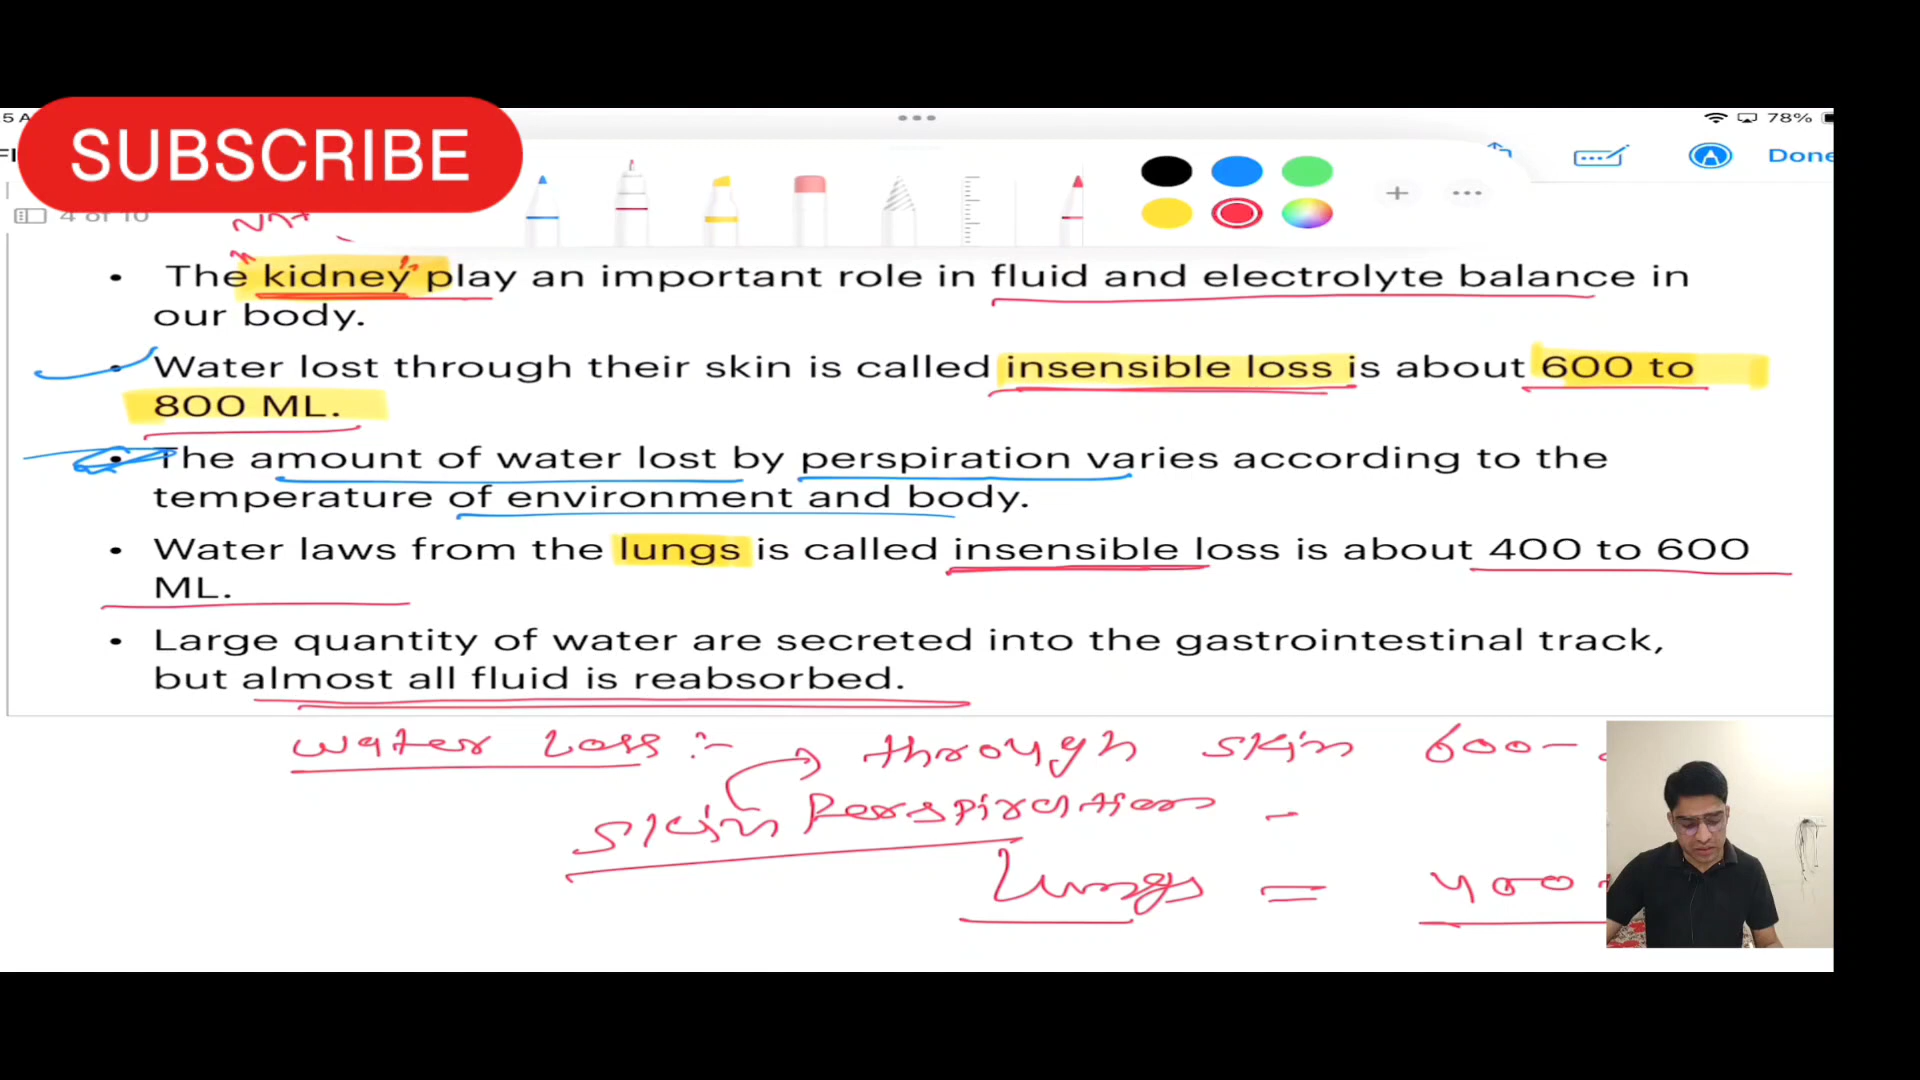 SUBSCRIBE
78%
Done
4 of 10
• The kidney play an important role in fluid and electrolyte balance in
our body.
• Water lost through their skin is called insensible loss is about 600 to
800 ML.
• The amount of water lost by perspiration varies according to the
temperature of environment and body.
• Water laws from the lungs is called insensible loss is about 400 to 600
ML.
• Large quantity of water are secreted into the gastrointestinal track,
but almost all fluid is reabsorbed.
Water Loss :- → through skin 600-
skin Perspiration -
Lungs = 400